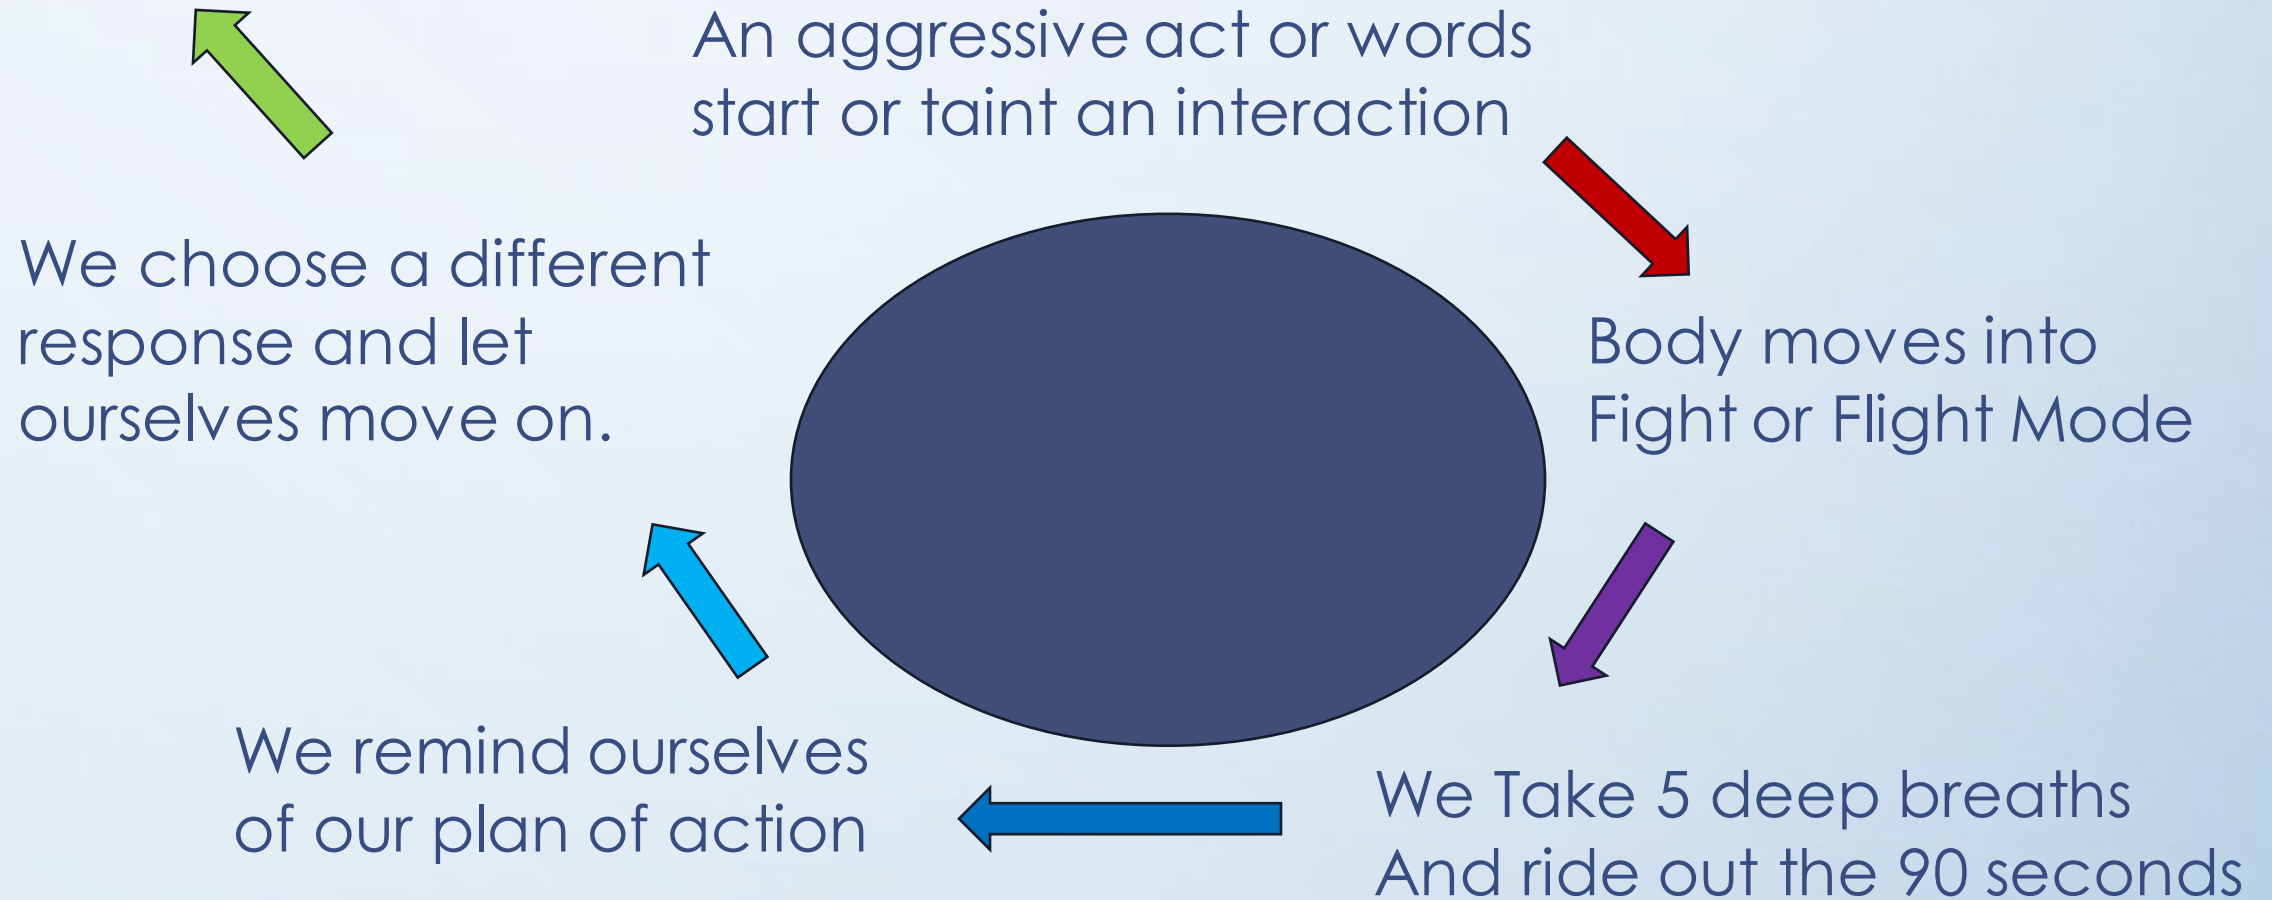 An aggressive act or words
start or taint an interaction
Body moves into
Fight or Flight Mode
We Take 5 deep breaths
And ride out the 90 seconds
We remind ourselves
of our plan of action
We choose a different
response and let
ourselves move on.